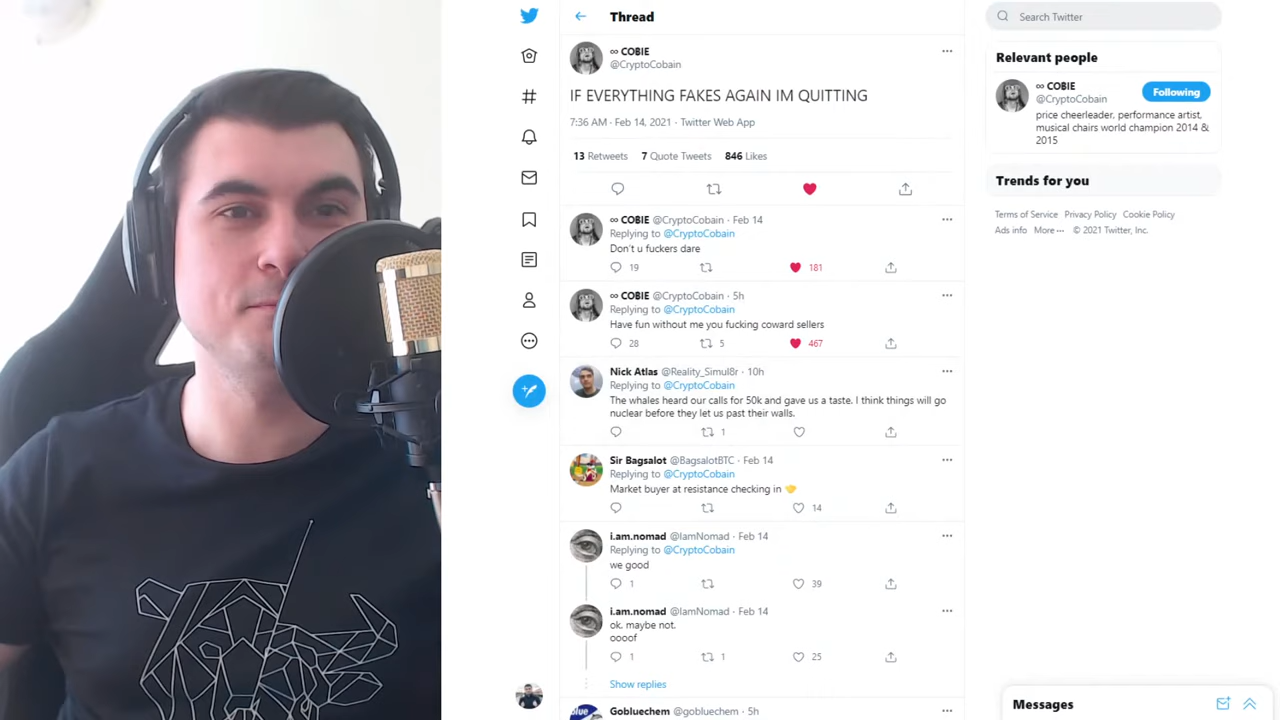 Thread
∞ COBIE
@CryptoCobain
IF EVERYTHING FAKES AGAIN IM QUITTING
7:36 AM · Feb 14, 2021 · Twitter Web App
13 Retweets 7 Quote Tweets 846 Likes
∞ COBIE @CryptoCobain · Feb 14
Replying to @CryptoCobain
Don't u fuckers dare
19 181
∞ COBIE @CryptoCobain · 5h
Replying to @CryptoCobain
Have fun without me you fucking coward sellers
28 5 467
Nick Atlas @Reality_Simul8r · 10h
Replying to @CryptoCobain
The whales heard our calls for 50k and gave us a taste. I think things will go
nuclear before they let us past their walls.
1
Sir Bagsalot @BagsalotBTC · Feb 14
Replying to @CryptoCobain
Market buyer at resistance checking in 🤝
14
i.am.nomad @IamNomad · Feb 14
Replying to @CryptoCobain
we good
1 39
i.am.nomad @IamNomad · Feb 14
ok. maybe not.
oooof
1 1 25
Show replies
Gobluechem @gobluechem · 5h
Search Twitter
Relevant people
∞ COBIE
@CryptoCobain
Following
price cheerleader, performance artist,
musical chairs world champion 2014 &
2015
Trends for you
Terms of Service Privacy Policy Cookie Policy
Ads info More ··· © 2021 Twitter, Inc.
Messages